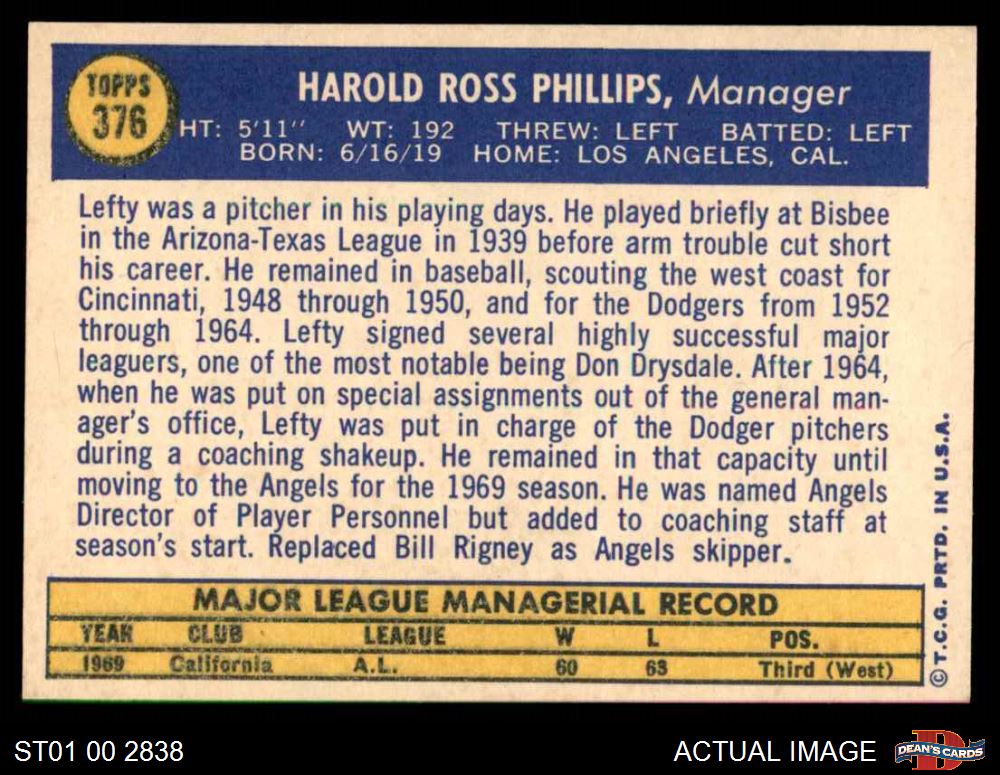 TOPPS
376
HAROLD ROSS PHILLIPS, Manager
HT: 5'11'' WT: 192 THREW: LEFT BATTED: LEFT
BORN: 6/16/19 HOME: LOS ANGELES, CAL.
Lefty was a pitcher in his playing days. He played briefly at Bisbee
in the Arizona-Texas League in 1939 before arm trouble cut short
his career. He remained in baseball, scouting the west coast for
Cincinnati, 1948 through 1950, and for the Dodgers from 1952
through 1964. Lefty signed several highly successful major
leaguers, one of the most notable being Don Drysdale. After 1964,
when he was put on special assignments out of the general man-
ager's office, Lefty was put in charge of the Dodger pitchers
during a coaching shakeup. He remained in that capacity until
moving to the Angels for the 1969 season. He was named Angels
Director of Player Personnel but added to coaching staff at
season's start. Replaced Bill Rigney as Angels skipper.
MAJOR LEAGUE MANAGERIAL RECORD
YEAR CLUB LEAGUE W L POS.
1969 California A.L. 60 63 Third (West)
©T.C.G. PRTD. IN U.S.A.
ST01 00 2838
ACTUAL IMAGE
DEAN'S CARDS